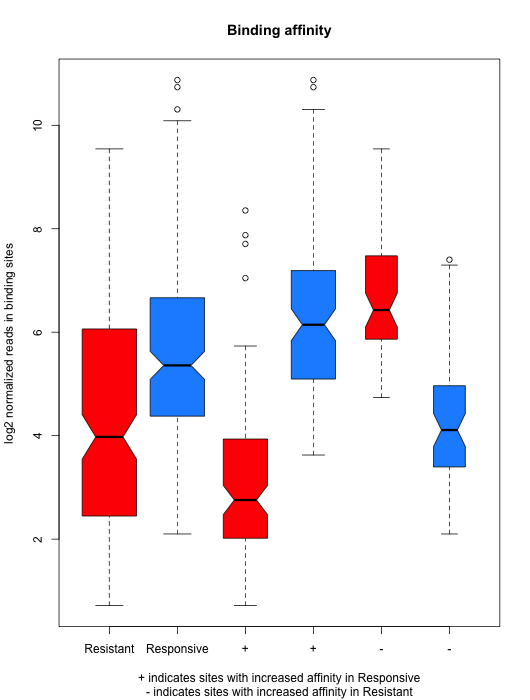 Binding affinity
log2 normalized reads in binding sites
10
8
6
4
2
Resistant Responsive + + - -
+ indicates sites with increased affinity in Responsive
- indicates sites with increased affinity in Resistant